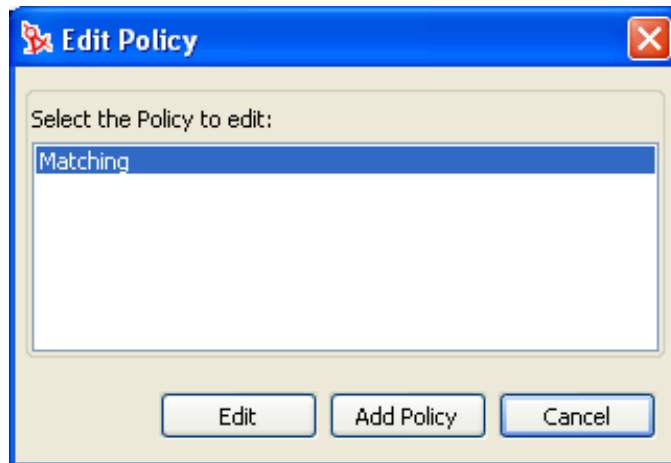 Edit Policy
Select the Policy to edit:
Matching
Edit
Add Policy
Cancel